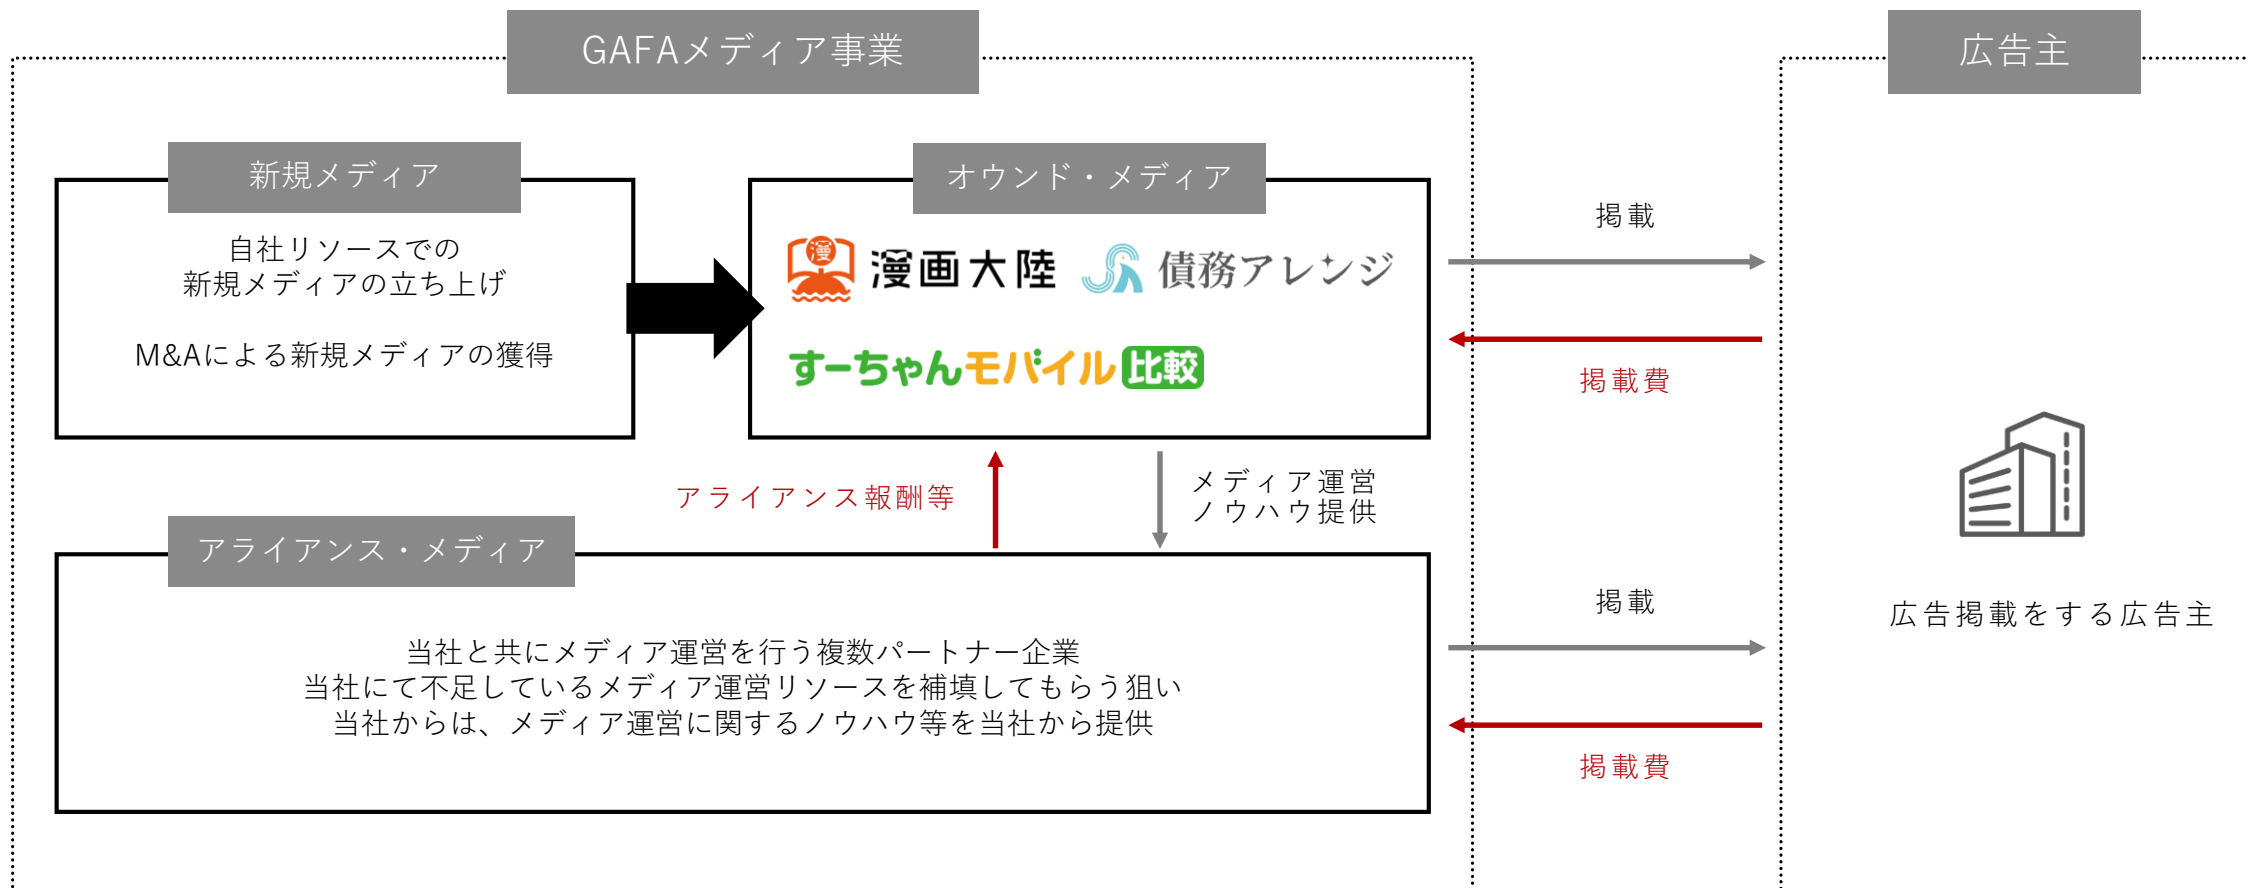 GAFAメディア事業
広告主
新規メディア
自社リソースでの
新規メディアの立ち上げ
M&Aによる新規メディアの獲得
オウンド・メディア
漫
漫画大陸
債務アレンジ
すーちゃんモバイル比較
掲載
掲載費
アライアンス報酬等
メディア運営
ノウハウ提供
アライアンス・メディア
当社と共にメディア運営を行う複数パートナー企業
当社にて不足しているメディア運営リソースを補填してもらう狙い
当社からは、メディア運営に関するノウハウ等を当社から提供
掲載
掲載費
広告掲載をする広告主